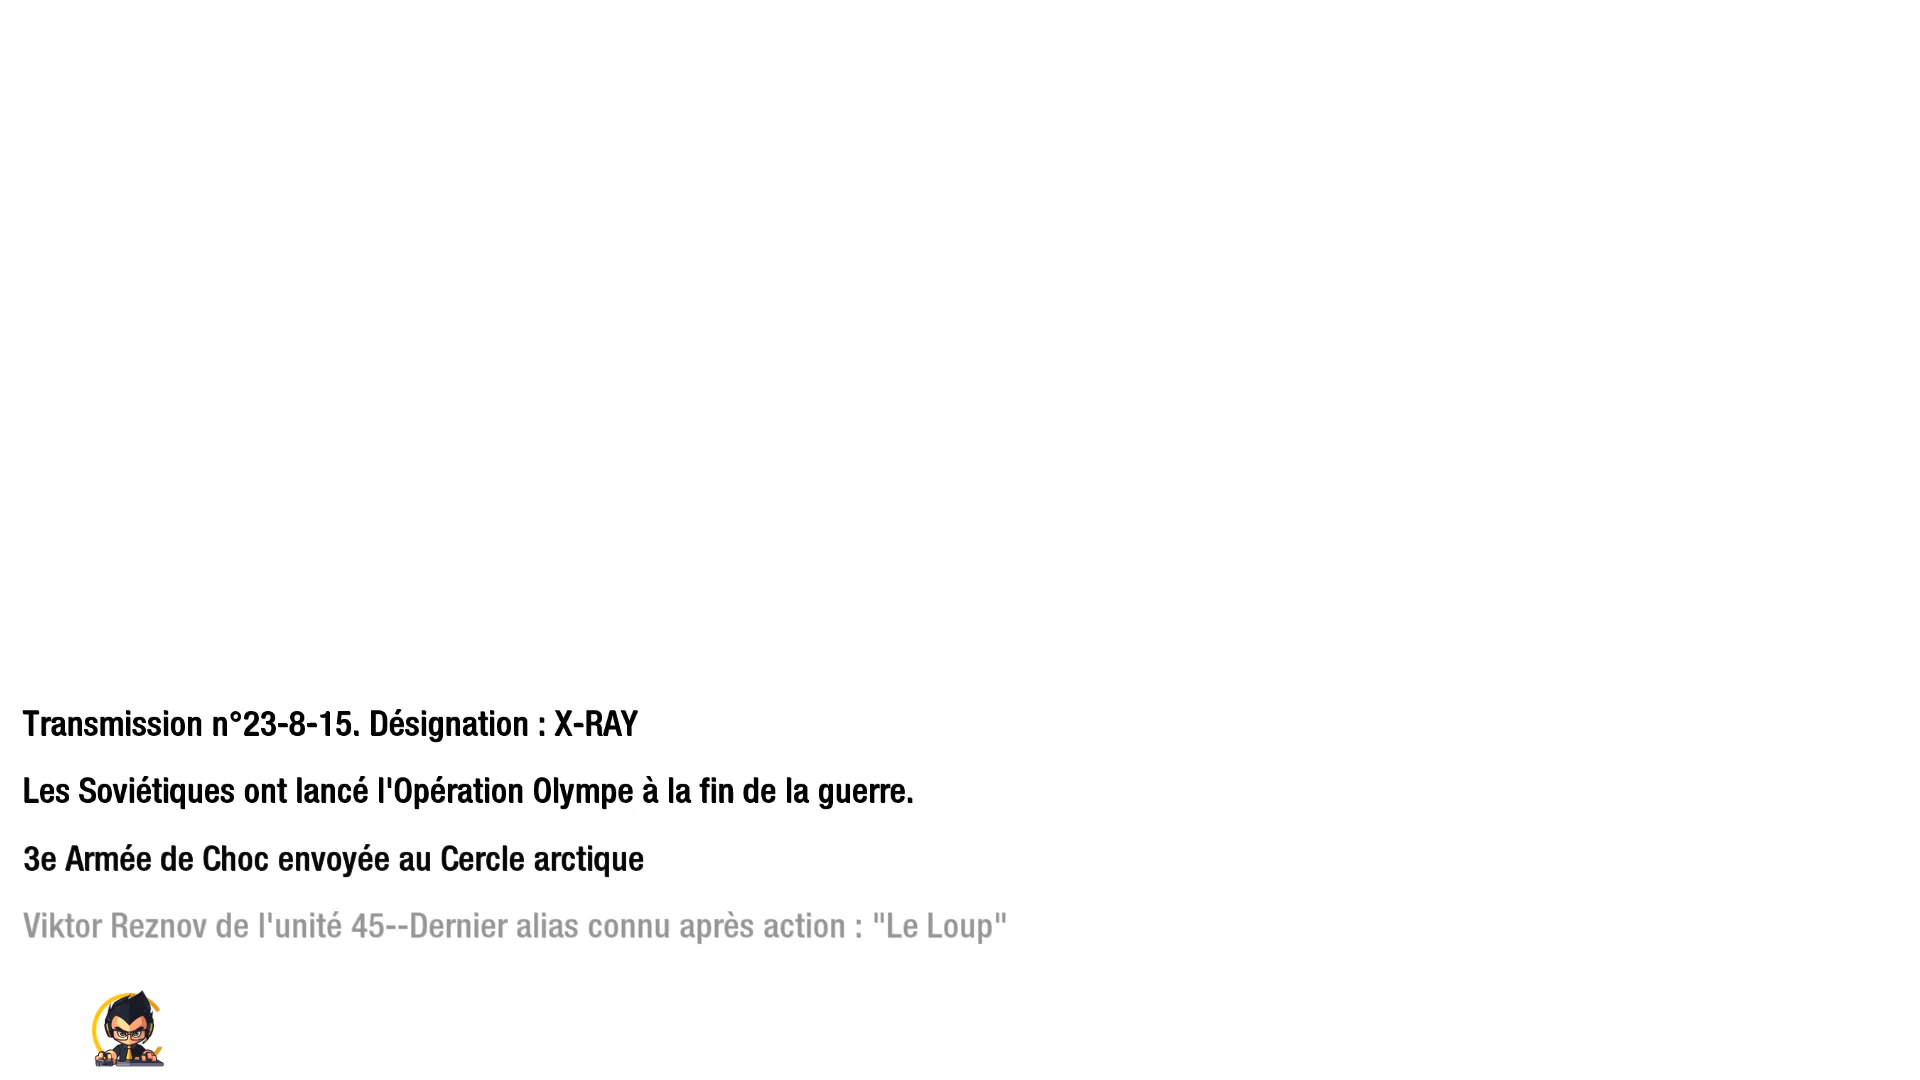 Transmission n°23-8-15. Désignation : X-RAY
Les Soviétiques ont lancé l'Opération Olympe à la fin de la guerre.
3e Armée de Choc envoyée au Cercle arctique
Viktor Reznov de l'unité 45--Dernier alias connu après action : "Le Loup"